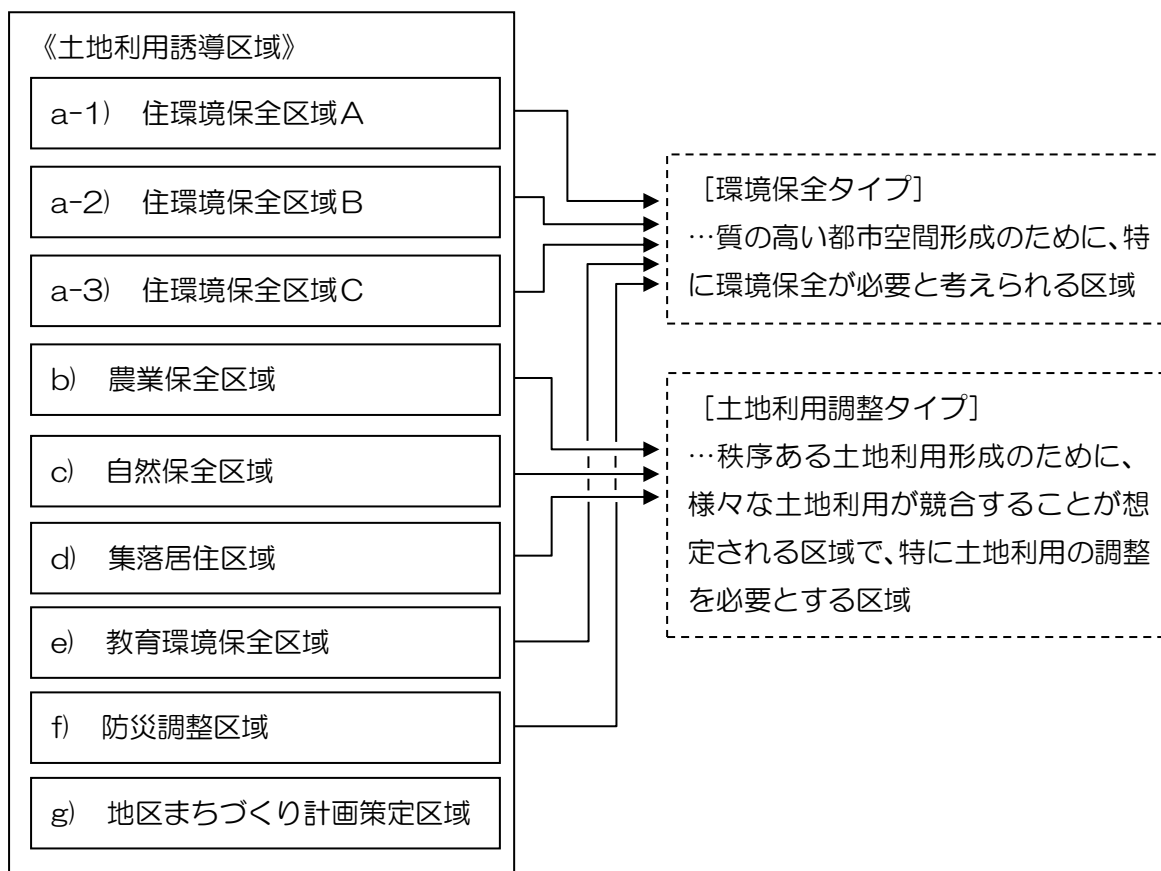 《土地利用誘導区域》
a-1) 住環境保全区域A
a-2) 住環境保全区域B
a-3) 住環境保全区域C
b) 農業保全区域
c) 自然保全区域
d) 集落居住区域
e) 教育環境保全区域
f) 防災調整区域
g) 地区まちづくり計画策定区域
[環境保全タイプ]
…質の高い都市空間形成のために、特
に環境保全が必要と考えられる区域
[土地利用調整タイプ]
…秩序ある土地利用形成のために、
様々な土地利用が競合することが想
定される区域で、特に土地利用の調整
を必要とする区域